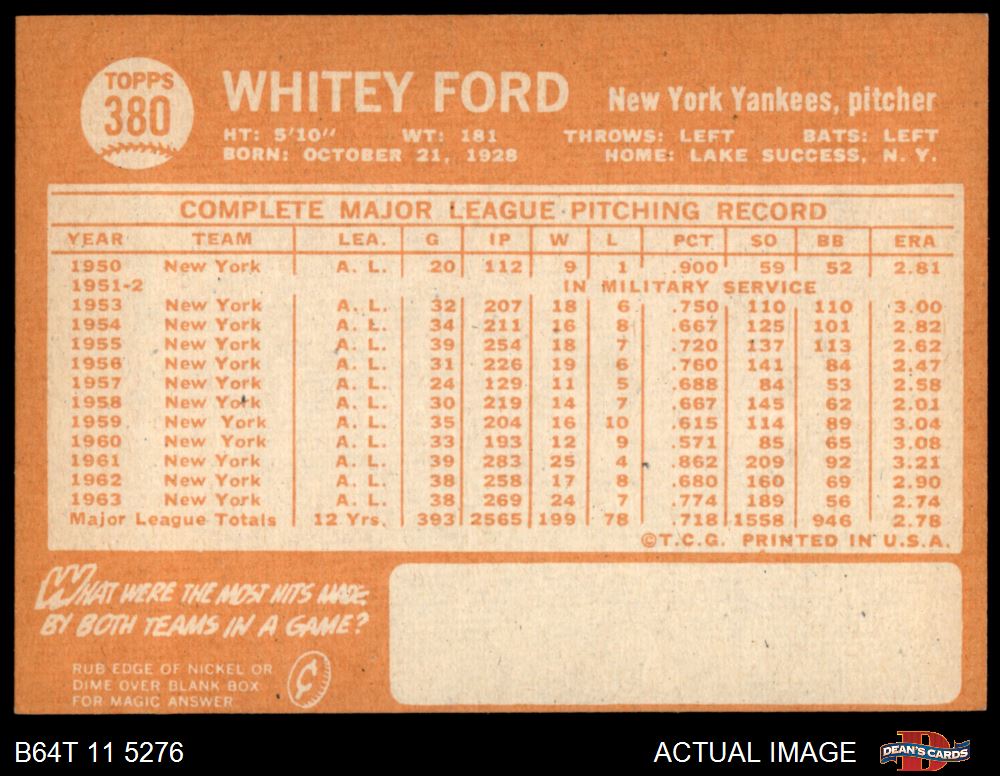 TOPPS
380
WHITEY FORD New York Yankees, pitcher
HT: 5'10" WT: 181 THROWS: LEFT BATS: LEFT
BORN: OCTOBER 21, 1928 HOME: LAKE SUCCESS, N. Y.
COMPLETE MAJOR LEAGUE PITCHING RECORD
YEAR TEAM LEA. G IP W L PCT SO BB ERA
1950 New York A. L. 20 112 9 1 .900 59 52 2.81
1951-2 IN MILITARY SERVICE
1953 New York A. L. 32 207 18 6 .750 110 110 3.00
1954 New York A. L. 34 211 16 8 .667 125 101 2.82
1955 New York A. L. 39 254 18 7 .720 137 113 2.62
1956 New York A. L. 31 226 19 6 .760 141 84 2.47
1957 New York A. L. 24 129 11 5 .688 84 53 2.58
1958 New York A. L. 30 219 14 7 .667 145 62 2.01
1959 New York A. L. 35 204 16 10 .615 114 89 3.04
1960 New York A. L. 33 193 12 9 .571 85 65 3.08
1961 New York A. L. 39 283 25 4 .862 209 92 3.21
1962 New York A. L. 38 258 17 8 .680 160 69 2.90
1963 New York A. L. 38 269 24 7 .774 189 56 2.74
Major League Totals 12 Yrs. 393 2565 199 78 .718 1558 946 2.78
©T.C.G. PRINTED IN U.S.A.
WHAT WERE THE MOST HITS MADE
BY BOTH TEAMS IN A GAME?
RUB EDGE OF NICKEL OR
DIME OVER BLANK BOX
FOR MAGIC ANSWER
¢
B64T 11 5276 ACTUAL IMAGE DEAN'S CARDS